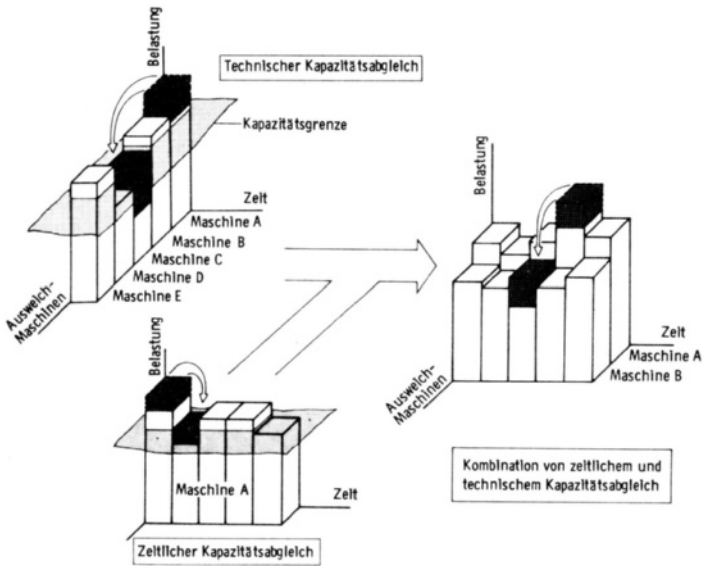 Belastung
Technischer Kapazitätsabgleich
Kapazitätsgrenze
Zeit
Maschine A
Maschine B
Maschine C
Maschine D
Maschine E
Ausweich-
Maschinen
Belastung
Maschine A
Zeit
Zeitlicher Kapazitätsabgleich
Belastung
Zeit
Maschine A
Maschine B
Ausweich-
Maschinen
Kombination von zeitlichem und
technischem Kapazitätsabgleich